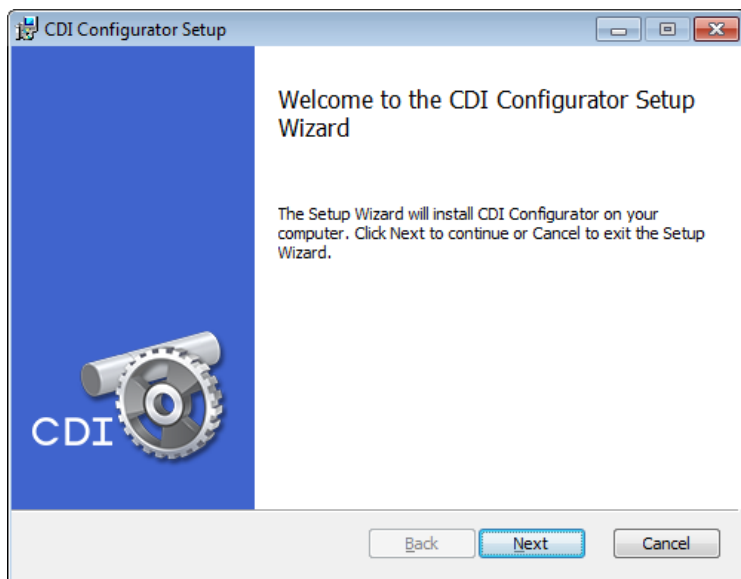 CDI Configurator Setup
Welcome to the CDI Configurator Setup
Wizard
The Setup Wizard will install CDI Configurator on your
computer. Click Next to continue or Cancel to exit the Setup
Wizard.
CDI
Back Next Cancel